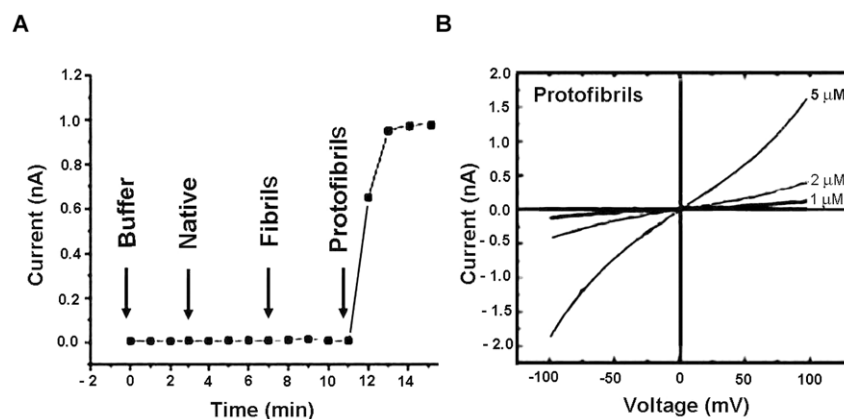 A
Current (nA)
1.2
1.0
0.8
0.6
0.4
0.2
0.0
Buffer
Native
Fibrils
Protofibrils
- 2 0 2 4 6 8 10 12 14
Time (min)
B
Current (nA)
2.0
1.5
1.0
0.5
0.0
- 0.5
- 1.0
- 1.5
- 2.0
Protofibrils
5 µM
2 µM
1 µM
-100 -50 0 50 100
Voltage (mV)